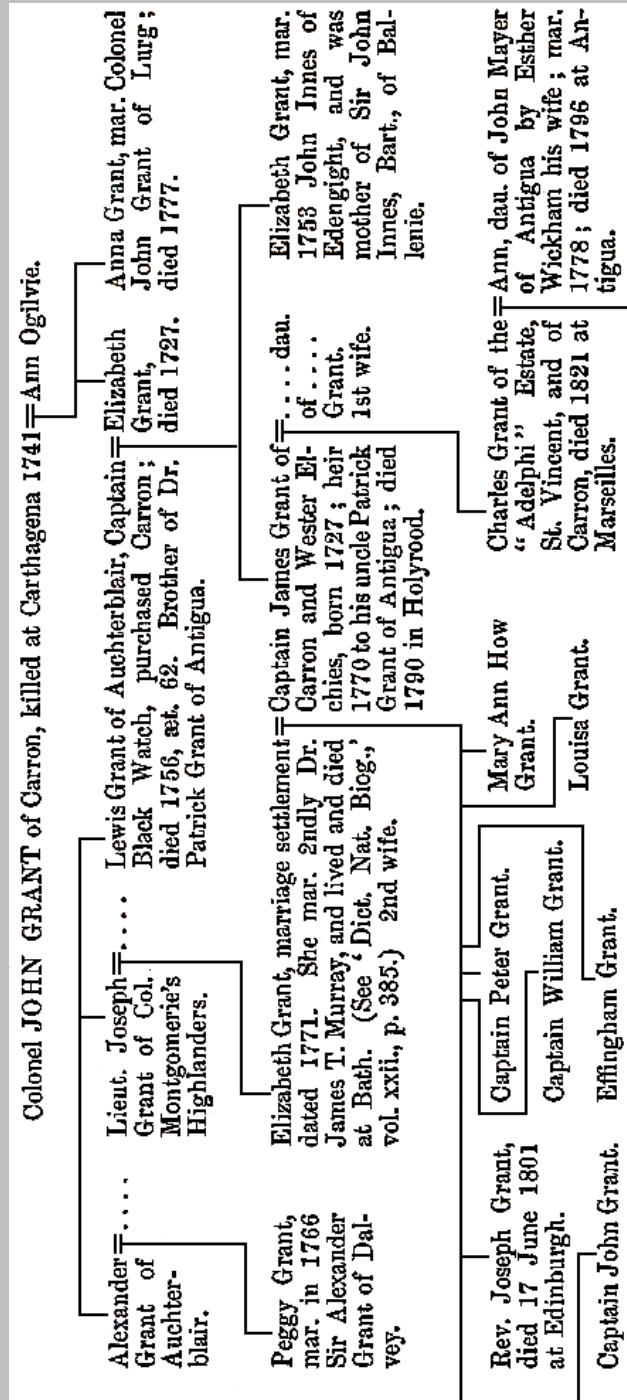 Colonel JOHN GRANT of Carron, killed at Carthagena 1741=Ann Ogilvie.
Alexander=....
Grant of
Auchter-
blair.
Lieut. Joseph=....
Grant of Col.
Montgomerie's
Highlanders.
Lewis Grant of Auchterblair, Captain=
Black Watch, purchased Carron;
died 1756, æt. 62. Brother of Dr.
Patrick Grant of Antigua.
Elizabeth
Grant,
died 1727.
Anna Grant, mar. Colonel
John Grant of Lurg;
died 1777.
Peggy Grant,
mar. in 1766
Sir Alexander
Grant of Dal-
vey.
Elizabeth Grant, marriage settlement=
dated 1771. She mar. 2ndly Dr.
James T. Murray, and lived and died
at Bath. (See ‘Dict. Nat. Biog.,’
vol. xxii., p. 385.) 2nd wife.
Captain James Grant of=
Carron and Wester El-
chies, born 1727; heir
1770 to his uncle Patrick
Grant of Antigua; died
1790 in Holyrood.
....dau.
of....
Grant.
1st wife.
Elizabeth Grant, mar.
1753 John Innes of
Edengight, and was
mother of Sir John
Innes, Bart., of Bal-
lenie.
Rev. Joseph Grant,
died 17 June 1801
at Edinburgh.
Captain John Grant.
Captain Peter Grant.
Captain William Grant.
Effingham Grant.
Mary Ann How
Grant.
Louisa Grant.
Charles Grant of the=
“Adelphi” Estate,
St. Vincent, and of
Carron, died 1821 at
Marseilles.
Ann, dau. of John Mayer
of Antigua by Esther
Wickham his wife; mar.
1778; died 1796 at An-
tigua.